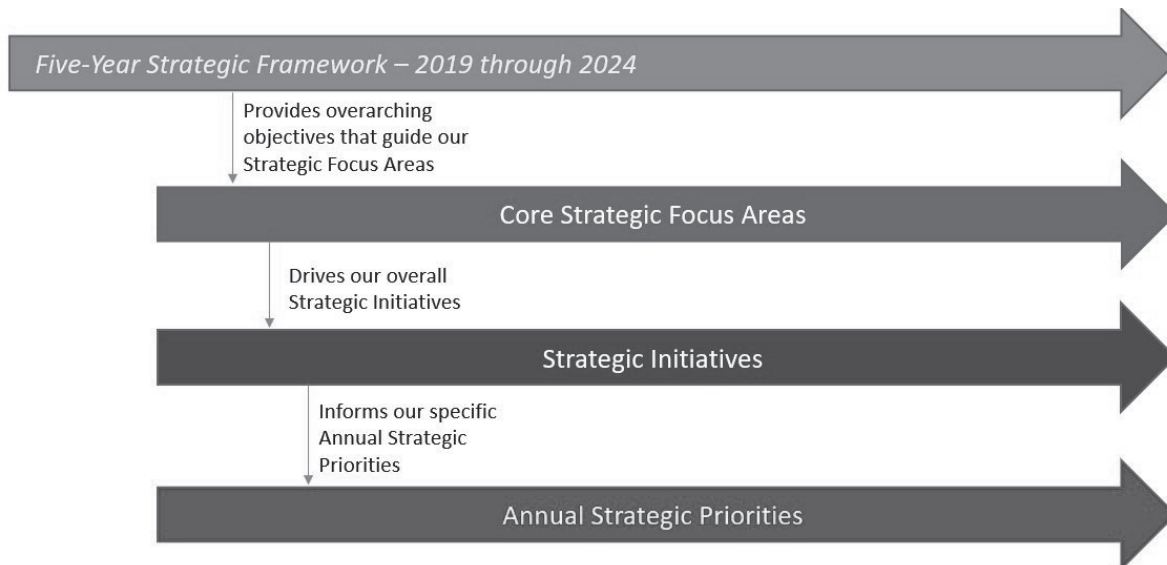 Five-Year Strategic Framework – 2019 through 2024
Provides overarching
objectives that guide our
Strategic Focus Areas
Core Strategic Focus Areas
Drives our overall
Strategic Initiatives
Strategic Initiatives
Informs our specific
Annual Strategic
Priorities
Annual Strategic Priorities